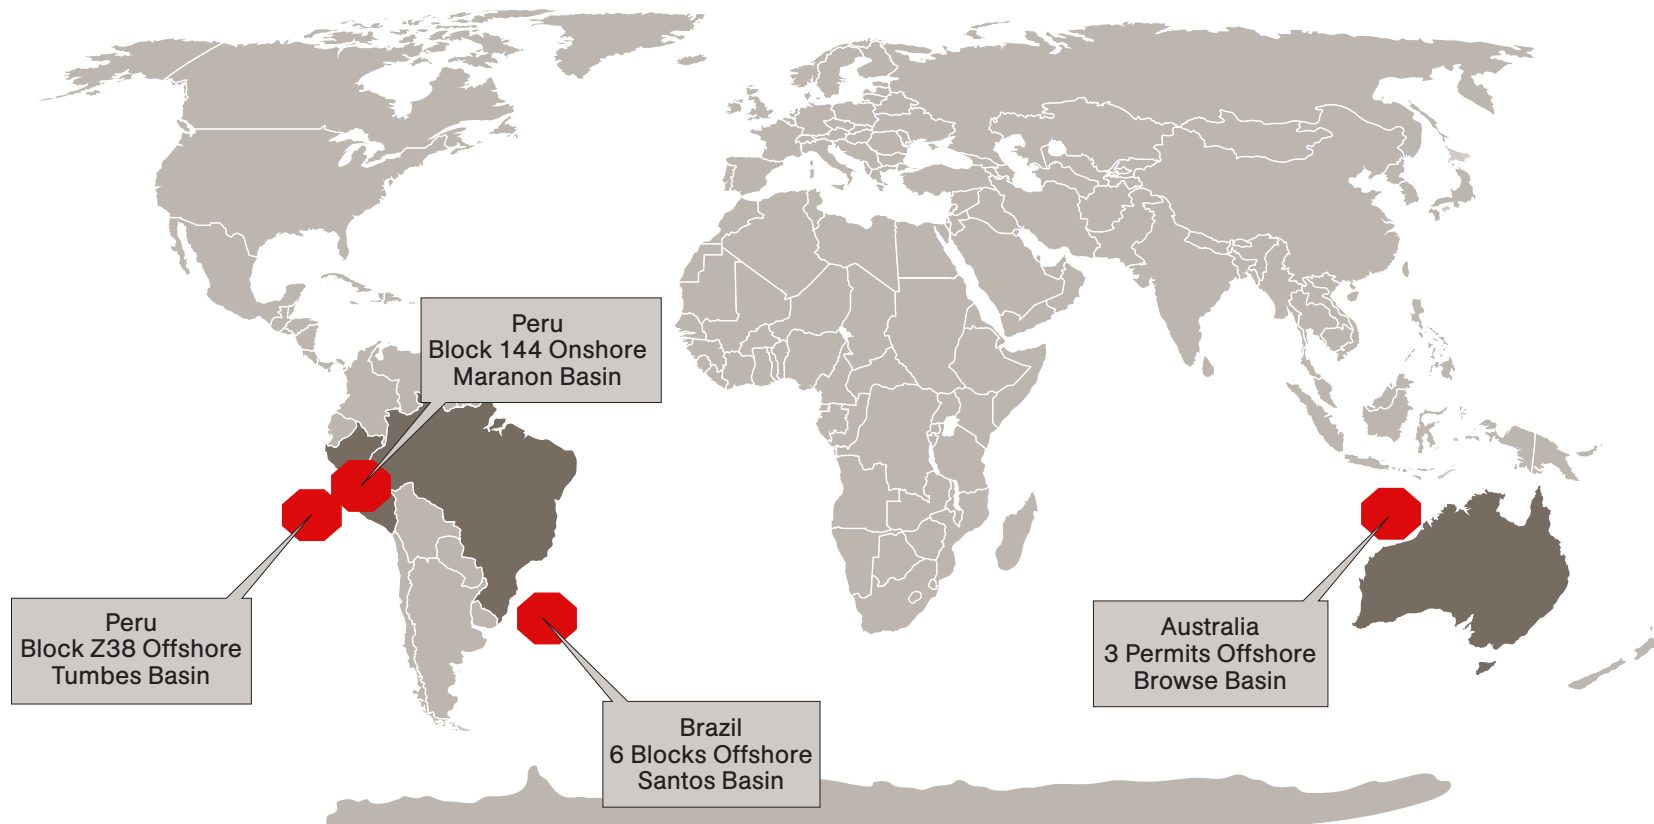 Peru
Block 144 Onshore
Maranon Basin
Peru
Block Z38 Offshore
Tumbes Basin
Brazil
6 Blocks Offshore
Santos Basin
Australia
3 Permits Offshore
Browse Basin